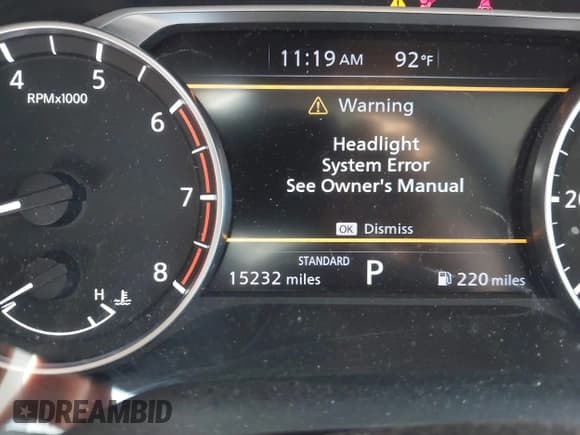 11:19 AM 92°F
4 5 6 7 8
RPMx1000
Warning
Headlight
System Error
See Owner's Manual
OK Dismiss
STANDARD
15232 miles P 220 miles
H
20
DREAMBID